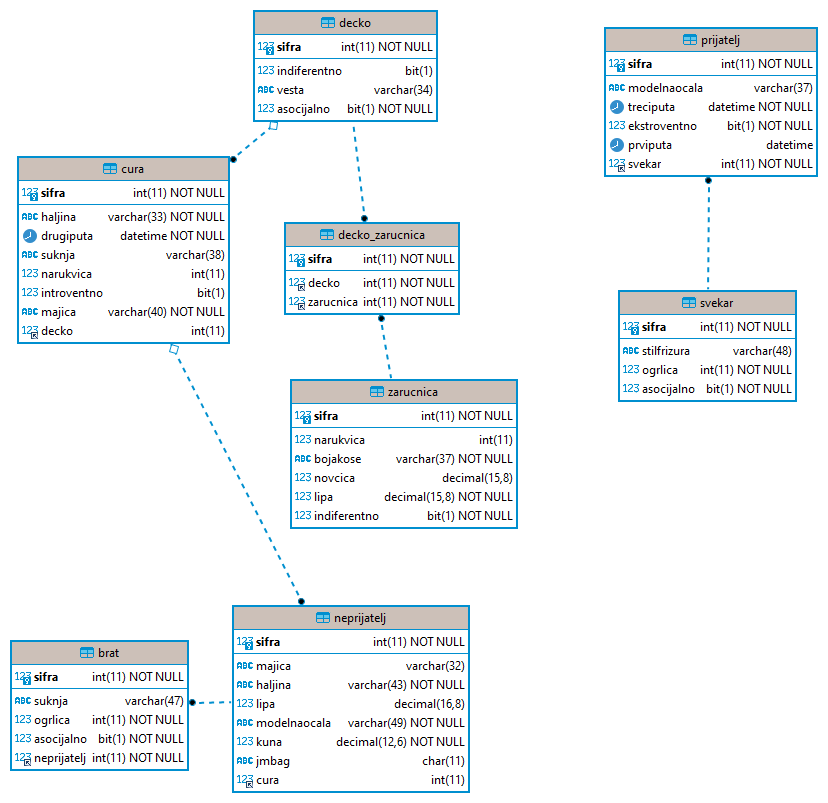 decko
123 sifra int(11) NOT NULL
123 indiferentno bit(1)
ABC vesta varchar(34)
123 asocijalno bit(1) NOT NULL
prijatelj
123 sifra int(11) NOT NULL
ABC modelnaocala varchar(37)
treciputa datetime NOT NULL
123 ekstroventno bit(1) NOT NULL
prviputa datetime
123 svekar int(11) NOT NULL
cura
123 sifra int(11) NOT NULL
ABC haljina varchar(33) NOT NULL
drugiputa datetime NOT NULL
ABC suknja varchar(38)
123 narukvica int(11)
123 introventno bit(1)
ABC majica varchar(40) NOT NULL
123 decko int(11)
decko_zarucnica
123 sifra int(11) NOT NULL
123 decko int(11) NOT NULL
123 zarucnica int(11) NOT NULL
svekar
123 sifra int(11) NOT NULL
ABC stilfrizura varchar(48)
123 ogrlica int(11) NOT NULL
123 asocijalno bit(1) NOT NULL
zarucnica
123 sifra int(11) NOT NULL
123 narukvica int(11)
ABC bojakose varchar(37) NOT NULL
123 novcica decimal(15,8)
123 lipa decimal(15,8) NOT NULL
123 indiferentno bit(1) NOT NULL
neprijatelj
123 sifra int(11) NOT NULL
ABC majica varchar(32)
ABC haljina varchar(43) NOT NULL
123 lipa decimal(16,8)
ABC modelnaocala varchar(49) NOT NULL
123 kuna decimal(12,6) NOT NULL
ABC jmbag char(11)
123 cura int(11)
brat
123 sifra int(11) NOT NULL
ABC suknja varchar(47)
123 ogrlica int(11) NOT NULL
123 asocijalno bit(1) NOT NULL
123 neprijatelj int(11) NOT NULL